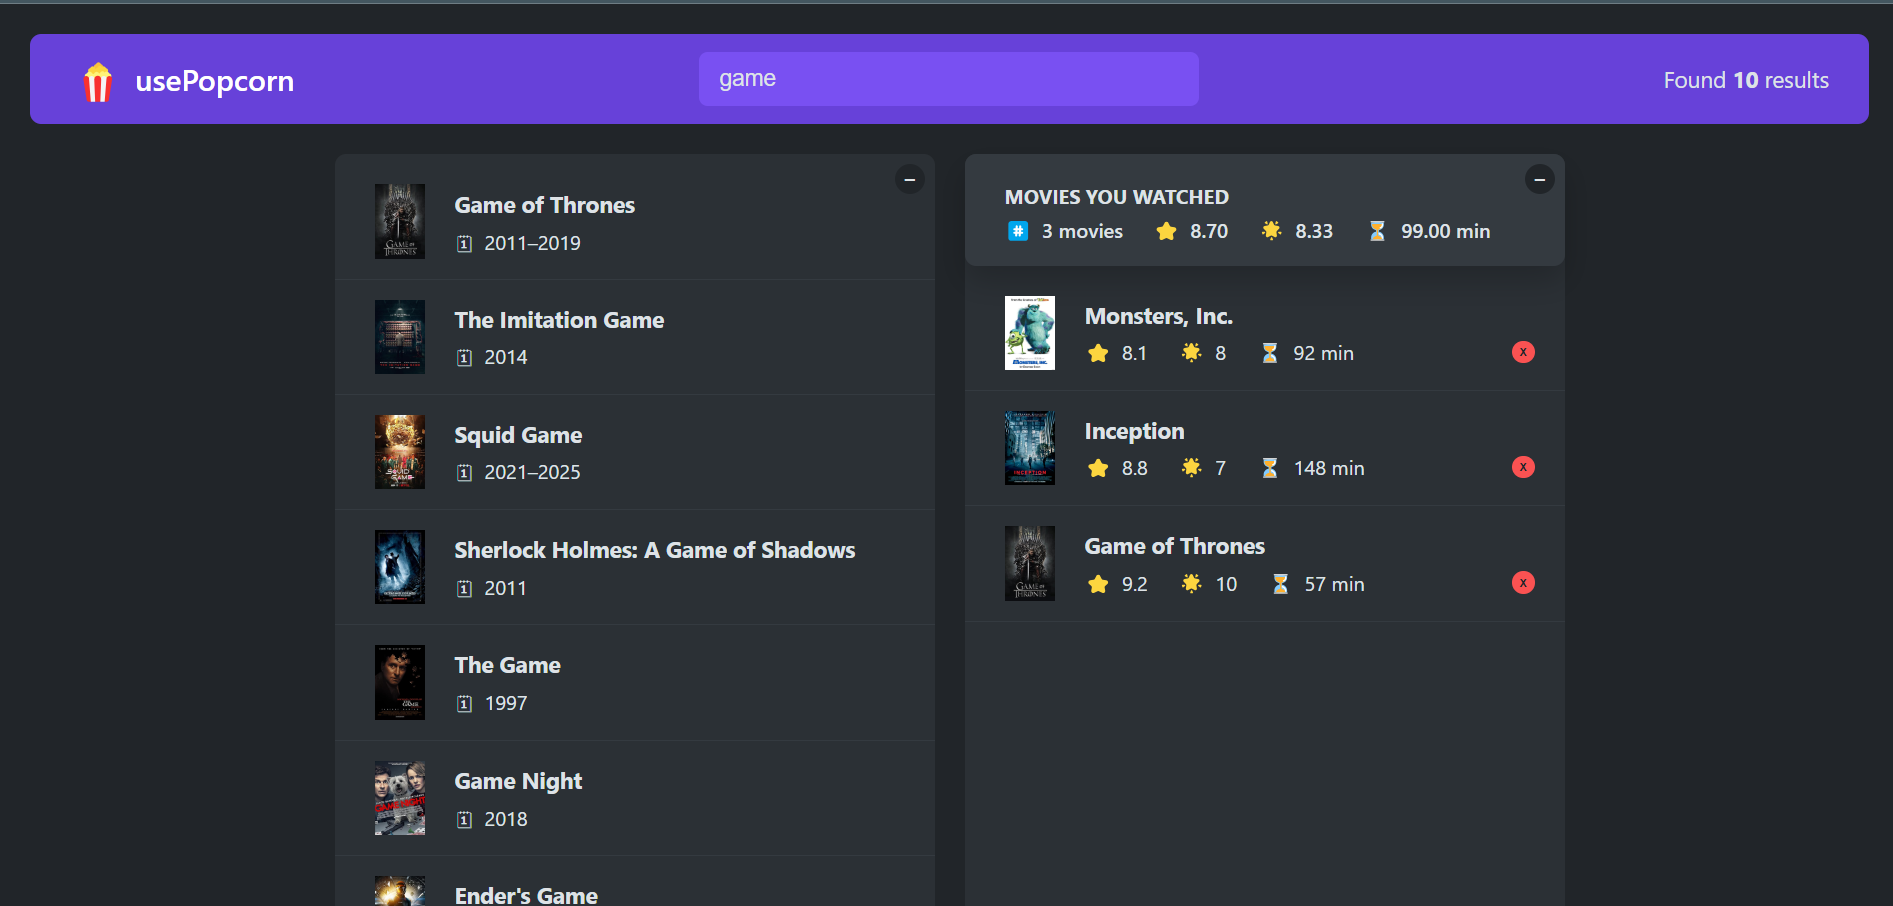 usePopcorn
game
Found 10 results
Game of Thrones
2011–2019
The Imitation Game
2014
Squid Game
2021–2025
Sherlock Holmes: A Game of Shadows
2011
The Game
1997
Game Night
2018
Ender's Game
MOVIES YOU WATCHED
3 movies 8.70 8.33 99.00 min
Monsters, Inc.
8.1 8 92 min X
Inception
8.8 7 148 min X
Game of Thrones
9.2 10 57 min X